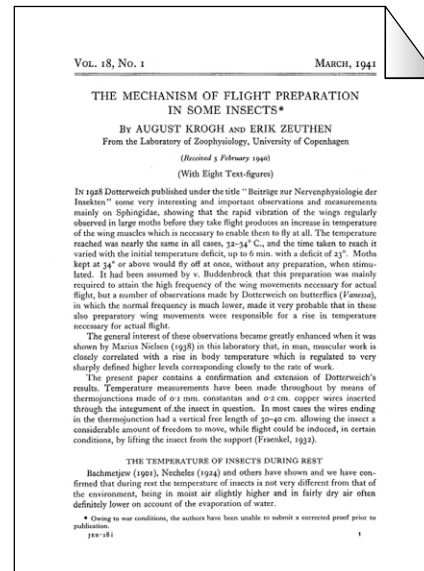 VOL. 18, No. 1 MARCH, 1941
THE MECHANISM OF FLIGHT PREPARATION
IN SOME INSECTS*
BY AUGUST KROGH AND ERIK ZEUTHEN
From the Laboratory of Zoophysiology, University of Copenhagen
(Received 5 February 1940)
(With Eight Text-figures)
IN 1928 Dotterweich published under the title "Beiträge zur Nervenphysiologie der
Insekten" some very interesting and important observations and measurements
mainly on Sphingidae, showing that the rapid vibration of the wings regularly
observed in large moths before they take flight produces an increase in temperature
of the wing muscles which is necessary to enable them to fly at all. The temperature
reached was nearly the same in all cases, 32–34° C., and the time taken to reach it
varied with the initial temperature deficit, up to 6 min. with a deficit of 23°. Moths
kept at 34° or above would fly off at once, without any preparation, when stimu-
lated. It had been assumed by v. Buddenbrock that this preparation was mainly
required to attain the high frequency of the wing movements necessary for actual
flight, but a number of observations made by Dotterweich on butterflies (Vanessa),
in which the normal frequency is much lower, made it very probable that in these
also preparatory wing movements were responsible for a rise in temperature
necessary for actual flight.
The general interest of these observations became greatly enhanced when it was
shown by Marius Nielsen (1938) in this laboratory that, in man, muscular work is
closely correlated with a rise in body temperature which is regulated to very
sharply defined higher levels corresponding closely to the rate of work.
The present paper contains a confirmation and extension of Dotterweich's
results. Temperature measurements have been made throughout by means of
thermojunctions made of 0·1 mm. constantan and 0·2 cm. copper wires inserted
through the integument of the insect in question. In most cases the wires ending
in the thermojunction had a vertical free length of 30–40 cm. allowing the insect a
considerable amount of freedom to move, while flight could be induced, in certain
conditions, by lifting the insect from the support (Fraenkel, 1932).
THE TEMPERATURE OF INSECTS DURING REST
Bachmetjew (1901), Necheles (1924) and others have shown and we have con-
firmed that during rest the temperature of insects is not very different from that of
the environment, being in moist air slightly higher and in fairly dry air often
definitely lower on account of the evaporation of water.
* Owing to war conditions, the authors have been unable to submit a corrected proof prior to
publication.
JEB·18 i 1